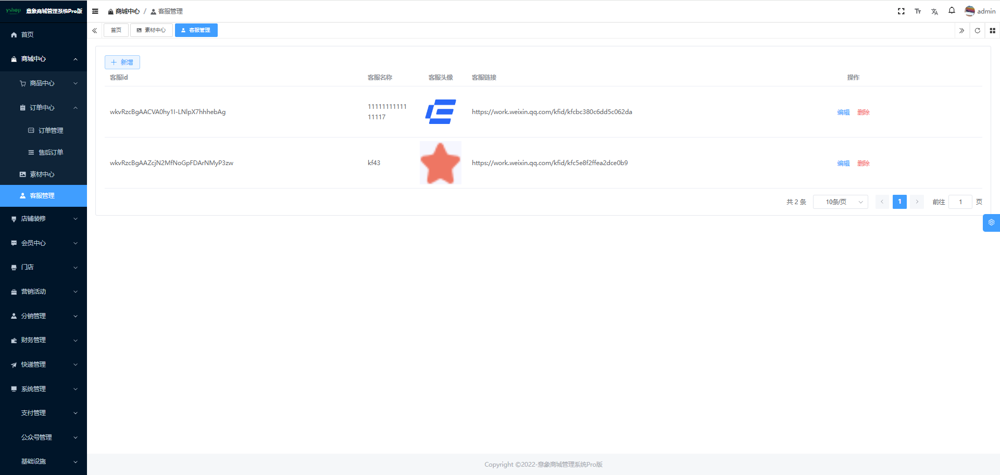 yshop 意象商城管理系统Pro版
商城中心 / 客服管理
admin
首页
素材中心
客服管理
首页
商城中心
商品中心
订单中心
订单管理
售后订单
素材中心
客服管理
店铺装修
会员中心
门店
营销活动
分销管理
财务管理
快递管理
系统管理
支付管理
公众号管理
基础设施
新增
客服id 客服名称 客服头像 客服链接 操作
wkvRzcBgAACVA0hy1I-LNlpX7hhhebAg
11111111111
11117
https://work.weixin.qq.com/kfid/kfcbc380c6dd5c062da
编辑 删除
wkvRzcBgAAZcjN2MfNoGpFDArNMyP3zw
kf43
https://work.weixin.qq.com/kfid/kfc5e8f2ffea2dce0b9
编辑 删除
共 2 条 10条/页 1 前往 1 页
Copyright ©2022-意象商城管理系统Pro版